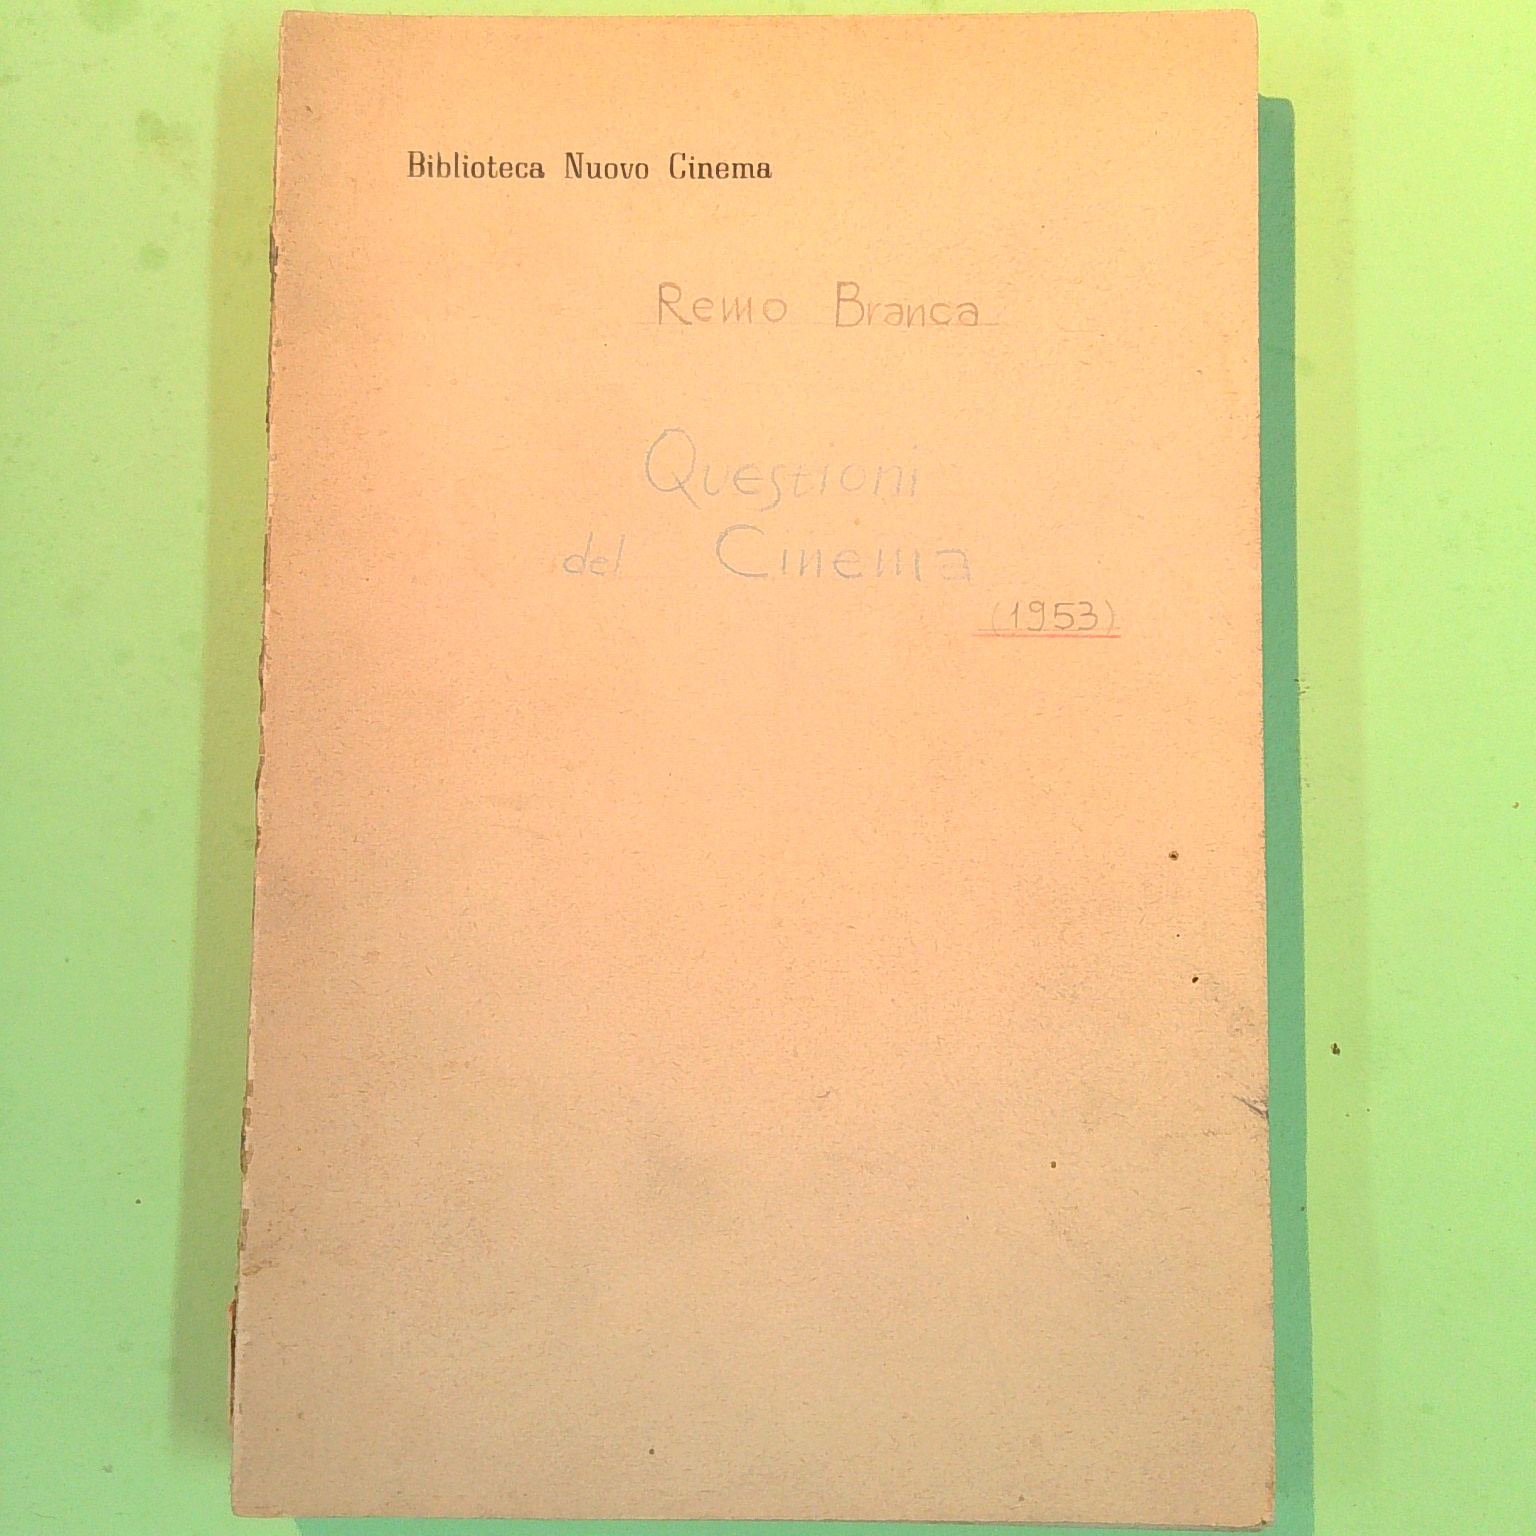 Biblioteca Nuovo Cinema
Remo Branca
Questioni
del Cinema
(1953)